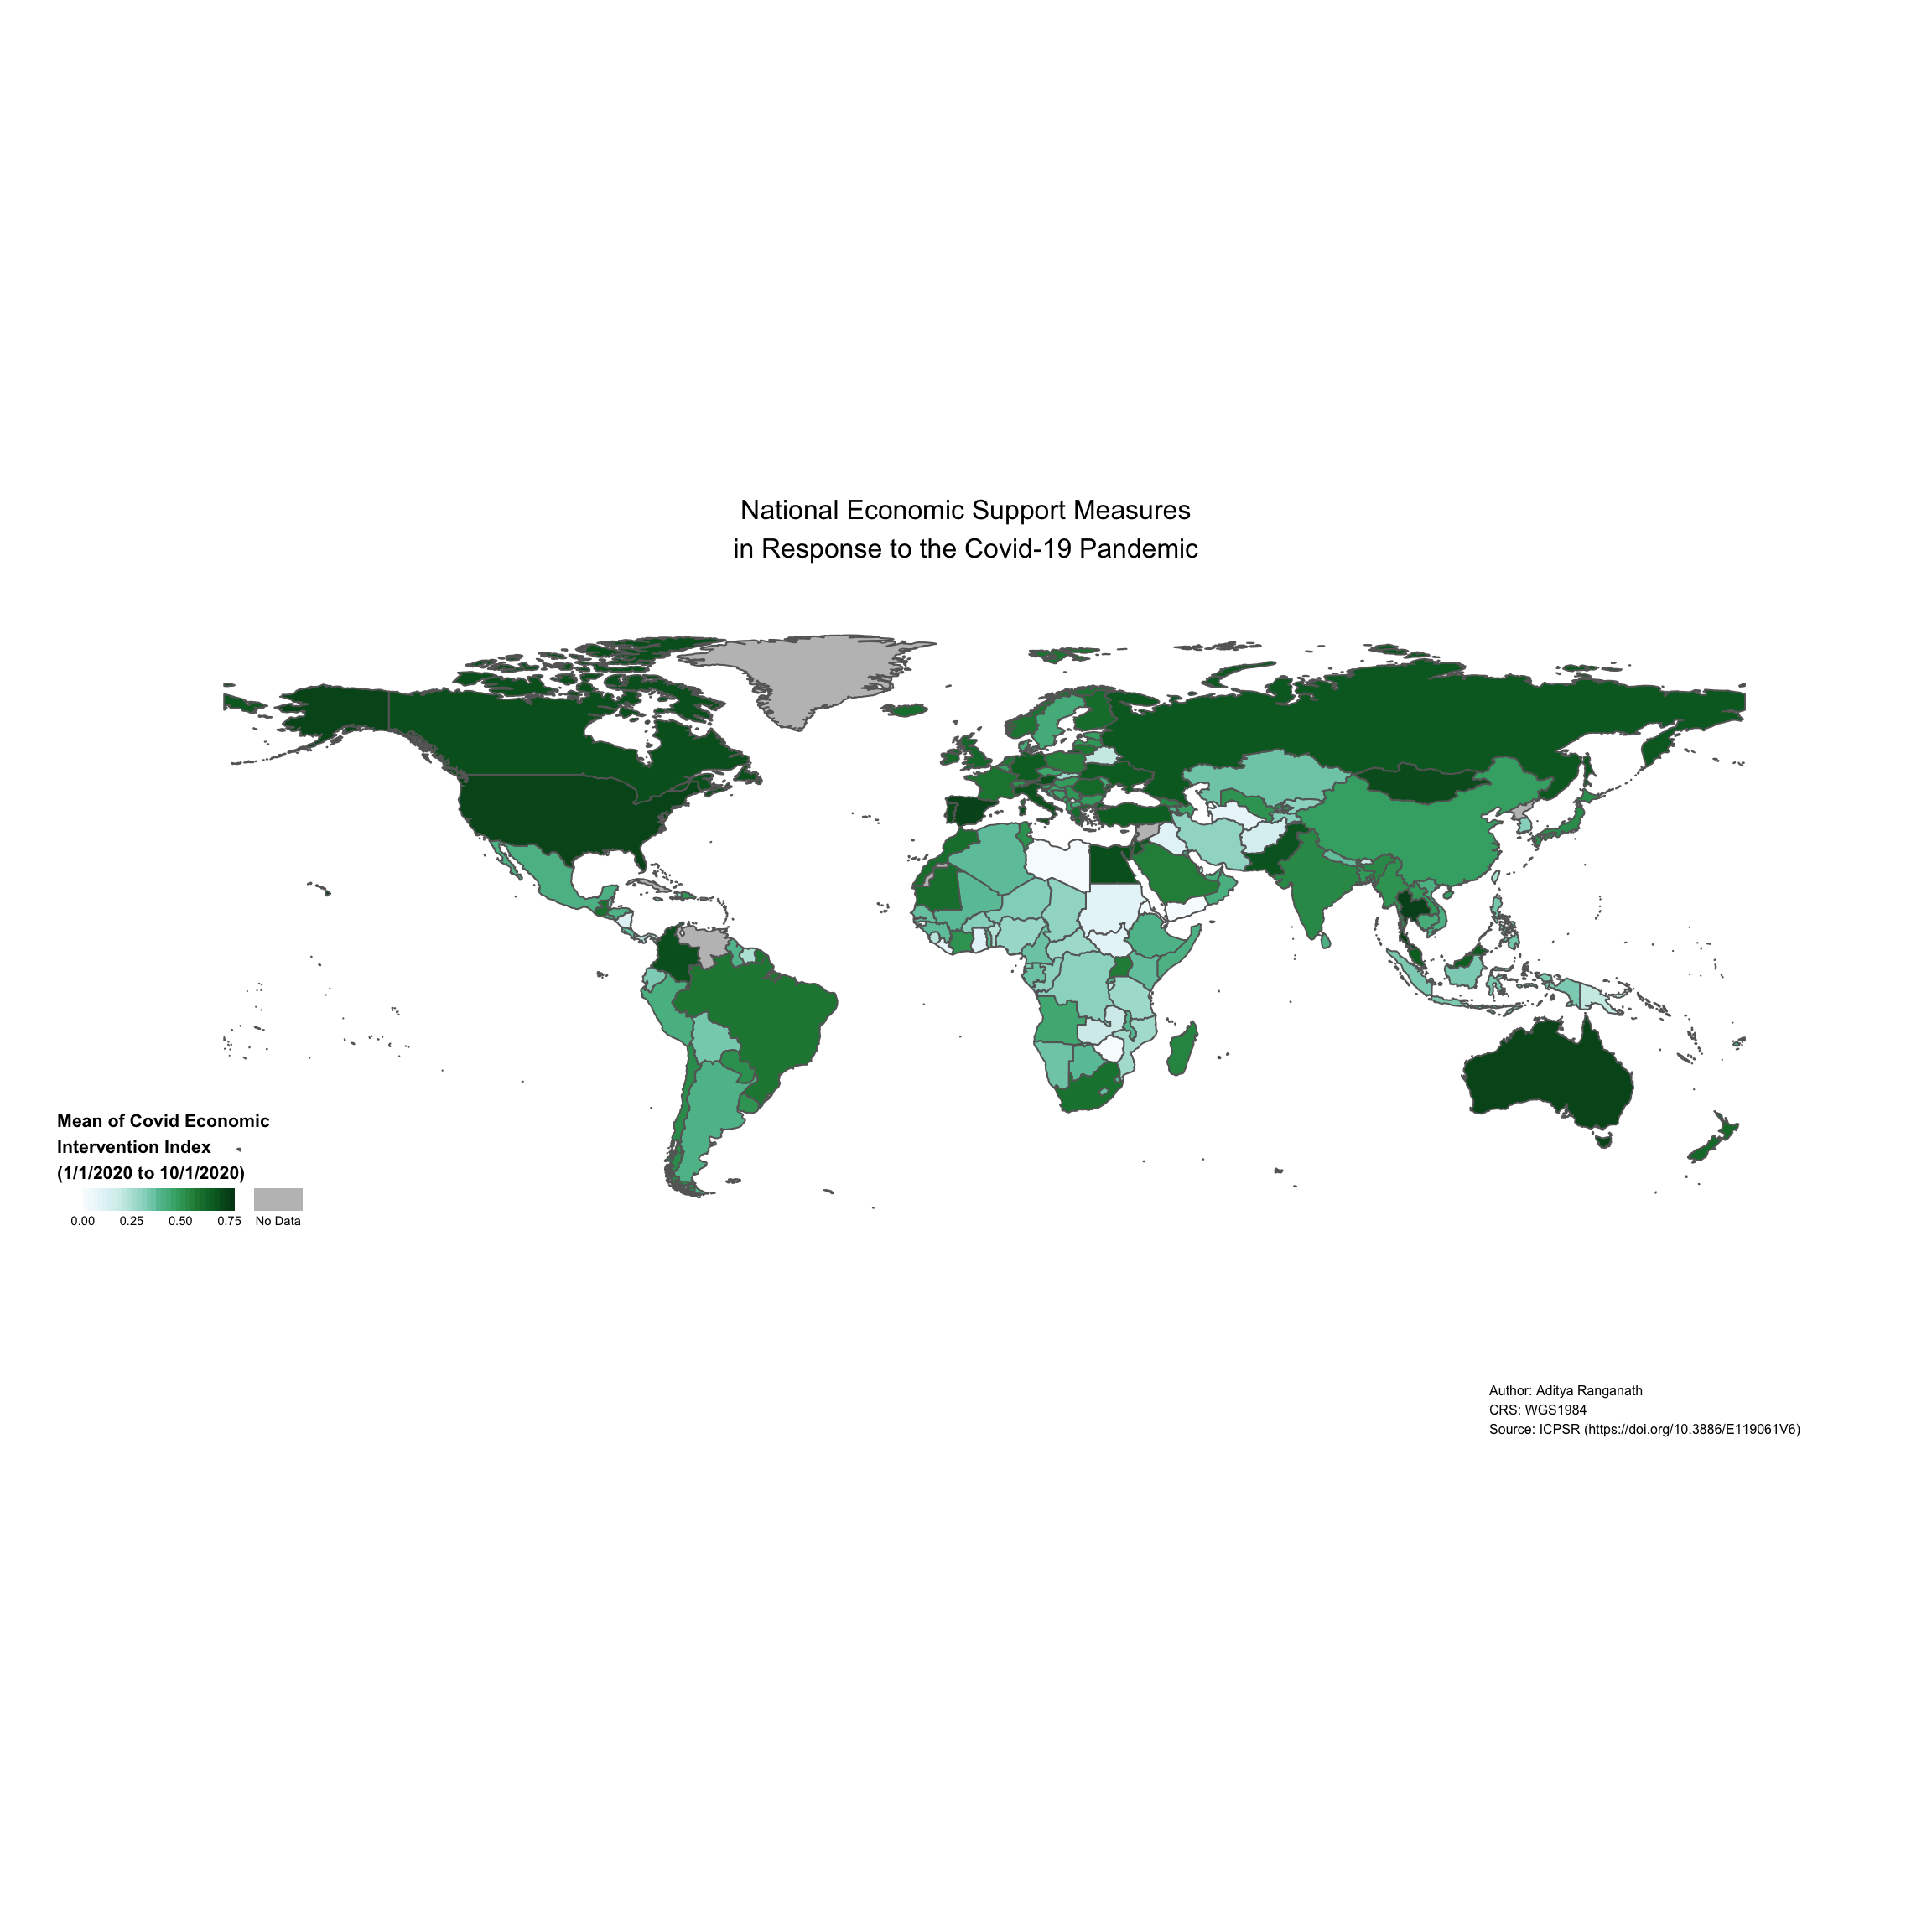 National Economic Support Measures
in Response to the Covid-19 Pandemic
Mean of Covid Economic
Intervention Index
(1/1/2020 to 10/1/2020)
0.00 0.25 0.50 0.75 No Data
Author: Aditya Ranganath
CRS: WGS1984
Source: ICPSR (https://doi.org/10.3886/E119061V6)